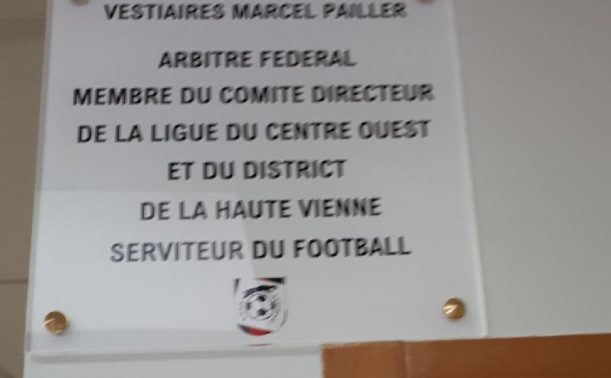 VESTIAIRES MARCEL PAILLER
ARBITRE FEDERAL
MEMBRE DU COMITE DIRECTEUR
DE LA LIGUE DU CENTRE OUEST
ET DU DISTRICT
DE LA HAUTE VIENNE
SERVITEUR DU FOOTBALL